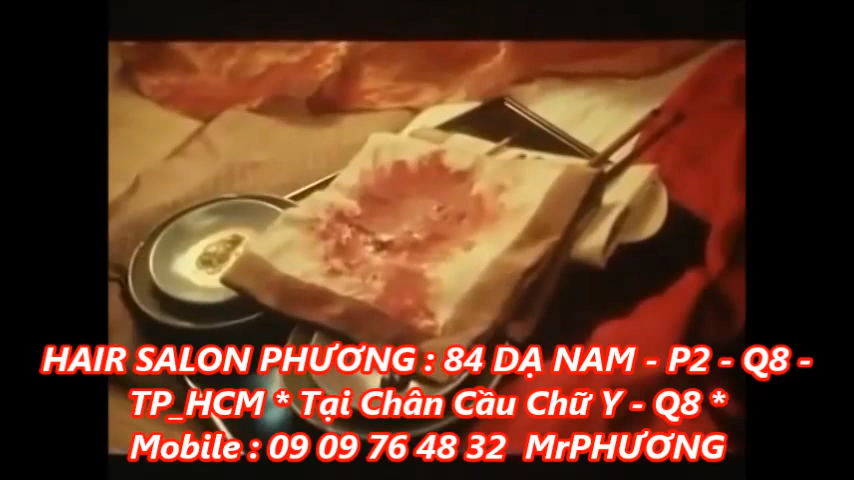 HAIR SALON PHƯƠNG : 84 DẠ NAM - P2 - Q8 -
TP_HCM * Tại Chân Cầu Chữ Y - Q8 *
Mobile : 09 09 76 48 32 MrPHƯƠNG